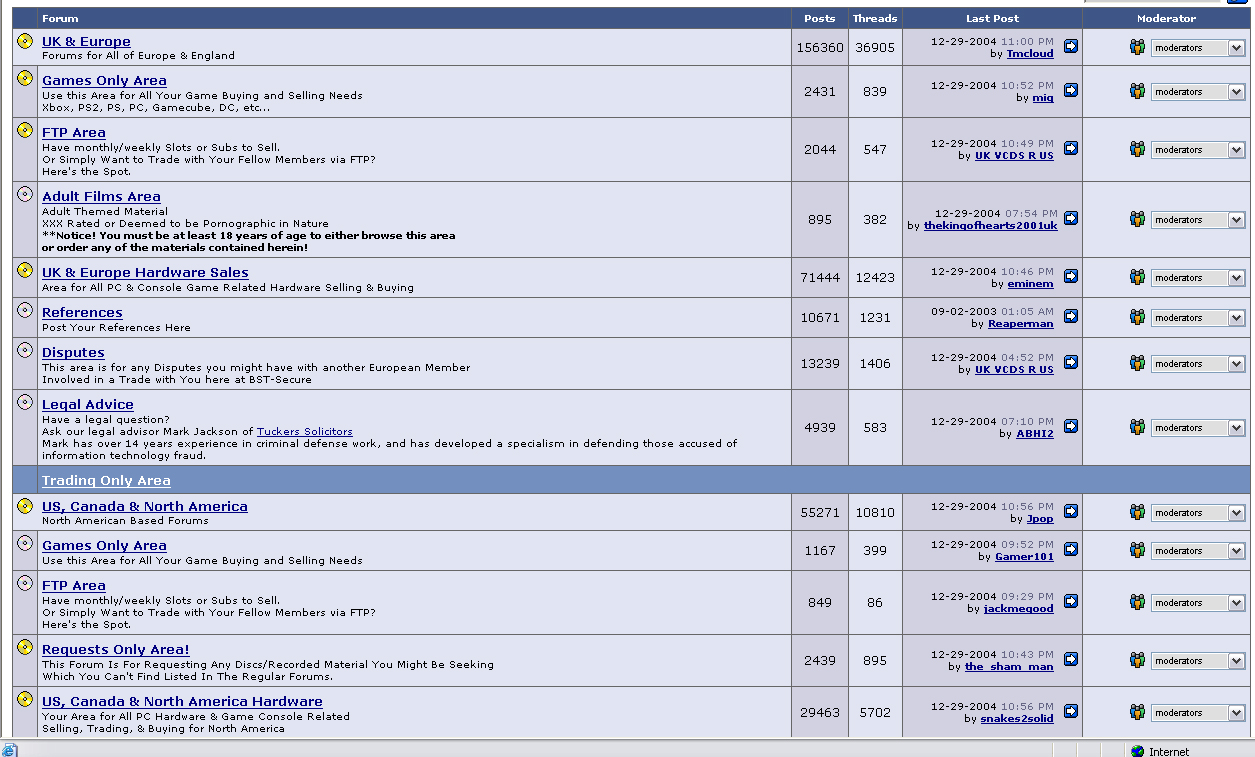 Forum Posts Threads Last Post Moderator
UK & Europe
Forums for All of Europe & England
156360 36905 12-29-2004 11:00 PM
by Tmcloud
moderators
Games Only Area
Use this Area for All Your Game Buying and Selling Needs
Xbox, PS2, PS, PC, Gamecube, DC, etc...
2431 839 12-29-2004 10:52 PM
by miq
moderators
FTP Area
Have monthly/weekly Slots or Subs to Sell.
Or Simply Want to Trade with Your Fellow Members via FTP?
Here's the Spot.
2044 547 12-29-2004 10:49 PM
by UK VCDS R US
moderators
Adult Films Area
Adult Themed Material
XXX Rated or Deemed to be Pornographic in Nature
**Notice! You must be at least 18 years of age to either browse this area
or order any of the materials contained herein!
895 382 12-29-2004 07:54 PM
by thekingofhearts2001uk
moderators
UK & Europe Hardware Sales
Area for All PC & Console Game Related Hardware Selling & Buying
71444 12423 12-29-2004 10:46 PM
by eminem
moderators
References
Post Your References Here
10671 1231 09-02-2003 01:05 AM
by Reaperman
moderators
Disputes
This area is for any Disputes you might have with another European Member
Involved in a Trade with You here at BST-Secure
13239 1406 12-29-2004 04:52 PM
by UK VCDS R US
moderators
Legal Advice
Have a legal question?
Ask our legal advisor Mark Jackson of Tuckers Solicitors
Mark has over 14 years experience in criminal defense work, and has developed a specialism in defending those accused of
information technology fraud.
4939 583 12-29-2004 07:10 PM
by ABHI2
moderators
Trading Only Area
US, Canada & North America
North American Based Forums
55271 10810 12-29-2004 10:56 PM
by Jpop
moderators
Games Only Area
Use this Area for All Your Game Buying and Selling Needs
1167 399 12-29-2004 09:52 PM
by Gamer101
moderators
FTP Area
Have monthly/weekly Slots or Subs to Sell.
Or Simply Want to Trade with Your Fellow Members via FTP?
Here's the Spot.
849 86 12-29-2004 09:29 PM
by jackmegood
moderators
Requests Only Area!
This Forum Is For Requesting Any Discs/Recorded Material You Might Be Seeking
Which You Can't Find Listed In The Regular Forums.
2439 895 12-29-2004 10:43 PM
by the_sham_man
moderators
US, Canada & North America Hardware
Your Area for All PC Hardware & Game Console Related
Selling, Trading, & Buying for North America
29463 5702 12-29-2004 10:56 PM
by snakes2solid
moderators
Internet